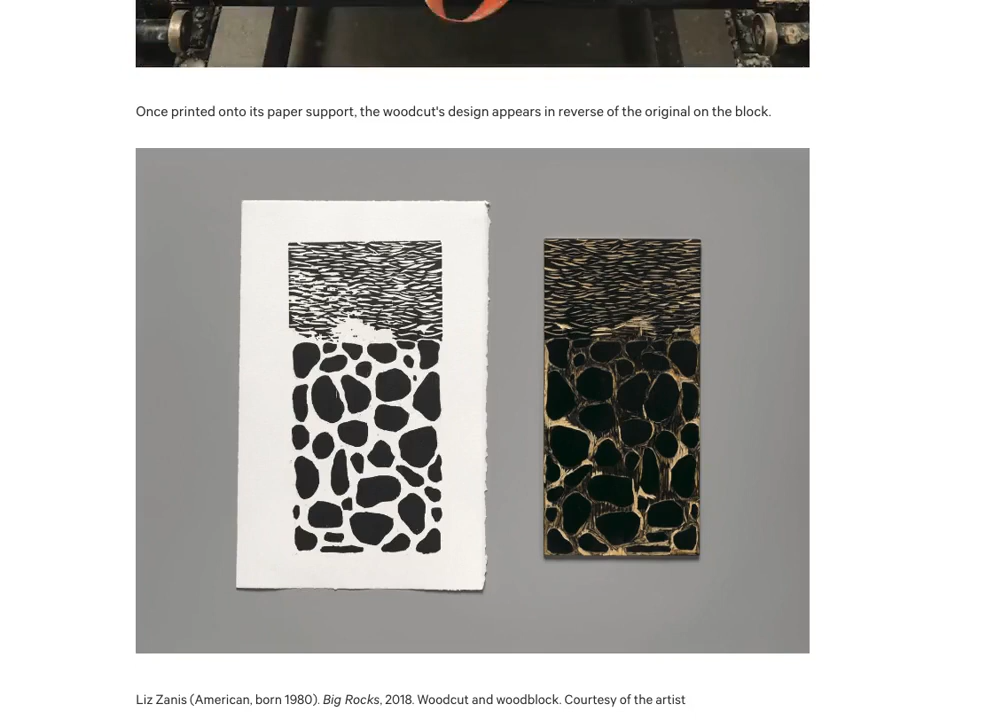 Once printed onto its paper support, the woodcut's design appears in reverse of the original on the block.
Liz Zanis (American, born 1980). Big Rocks, 2018. Woodcut and woodblock. Courtesy of the artist